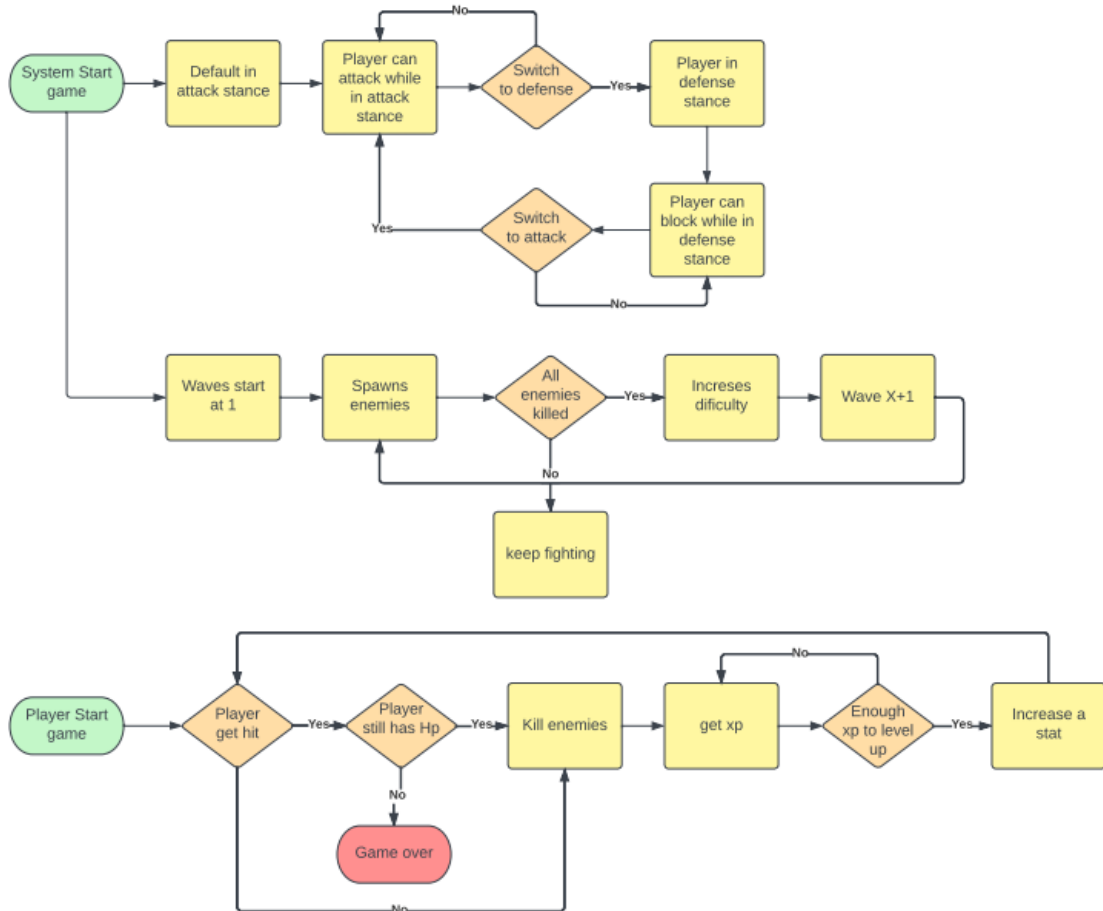 No
System Start
game
Default in
attack stance
Player can
attack while
in attack
stance
Switch
to defense
Yes
Player in
defense
stance
Yes
Switch
to attack
Player can
block while in
defense
stance
No
Waves start
at 1
Spawns
enemies
All
enemies
killed
Yes
Increses
dificulty
Wave X+1
No
keep fighting
No
Player Start
game
Player
get hit
Yes
Player
still has Hp
Yes
Kill enemies
get xp
Enough
xp to level
up
Yes
Increase a
stat
No
Game over
No